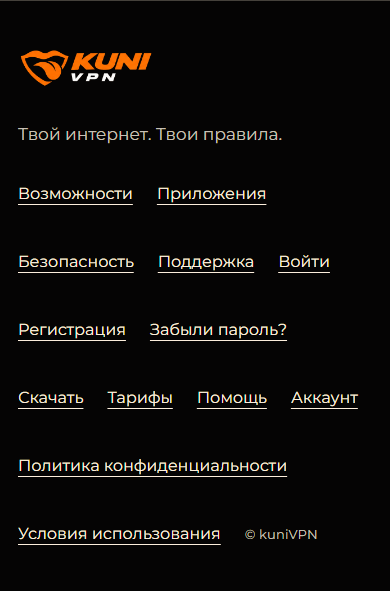 KUNI
VPN
Твой интернет. Твои правила.
Возможности Приложения
Безопасность Поддержка Войти
Регистрация Забыли пароль?
Скачать Тарифы Помощь Аккаунт
Политика конфиденциальности
Условия использования © kuniVPN